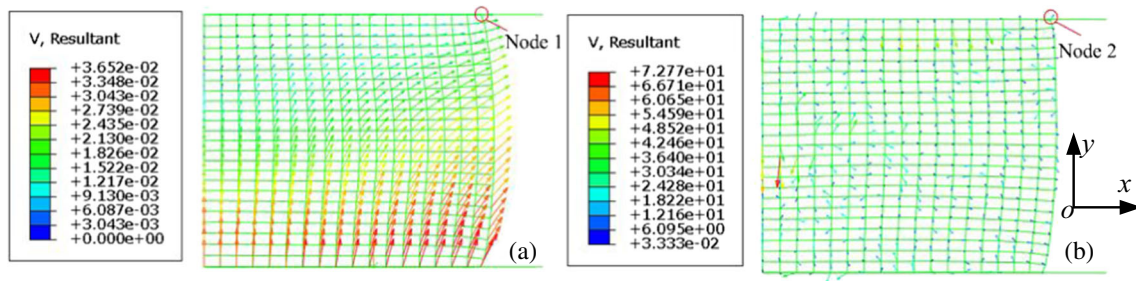 V, Resultant
+3.652e-02
+3.348e-02
+3.043e-02
+2.739e-02
+2.435e-02
+2.130e-02
+1.826e-02
+1.522e-02
+1.217e-02
+9.130e-03
+6.087e-03
+3.043e-03
+0.000e+00
Node 1
(a)
V, Resultant
+7.277e+01
+6.671e+01
+6.065e+01
+5.459e+01
+4.852e+01
+4.246e+01
+3.640e+01
+3.034e+01
+2.428e+01
+1.822e+01
+1.216e+01
+6.095e+00
+3.333e-02
Node 2
y
x
o
(b)